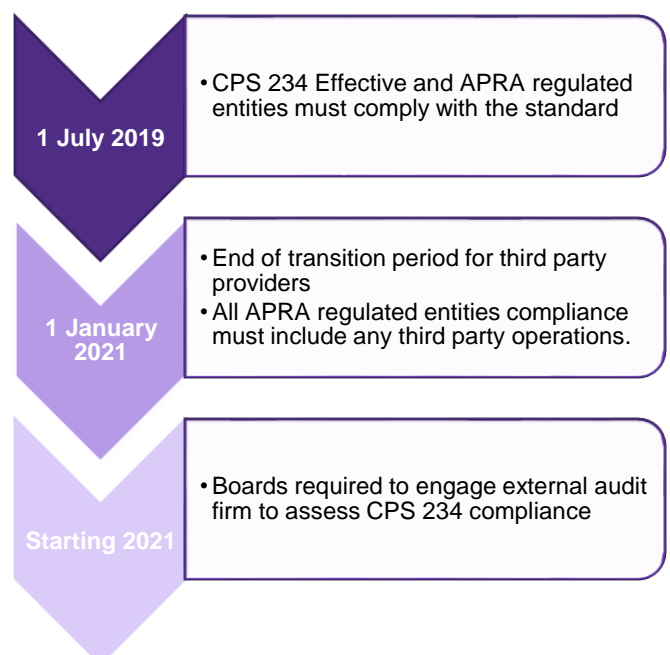 1 July 2019
• CPS 234 Effective and APRA regulated
entities must comply with the standard
1 January
2021
• End of transition period for third party
providers
• All APRA regulated entities compliance
must include any third party operations.
Starting 2021
• Boards required to engage external audit
firm to assess CPS 234 compliance